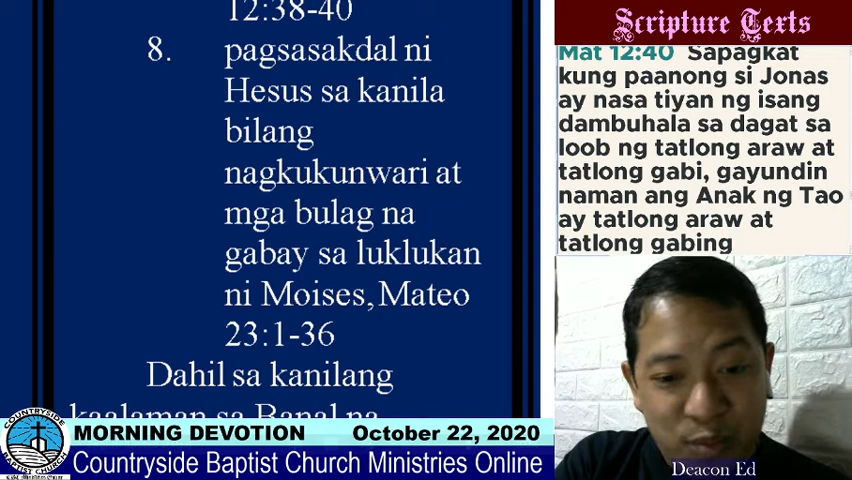 12:38-40
8. pagsasakdal ni
Hesus sa kanila
bilang
nagkukunwari at
mga bulag na
gabay sa luklukan
ni Moises, Mateo
23:1-36
Dahil sa kanilang
kaalaman sa Banal na
Scripture Texts
Mat 12:40 Sapagkat
kung paanong si Jonas
ay nasa tiyan ng isang
dambuhala sa dagat sa
loob ng tatlong araw at
tatlong gabi, gayundin
naman ang Anak ng Tao
ay tatlong araw at
tatlong gabing
Deacon Ed
COUNTRYSIDE
BAPTIST CHURCH
MORNING DEVOTION October 22, 2020
Countryside Baptist Church Ministries Online